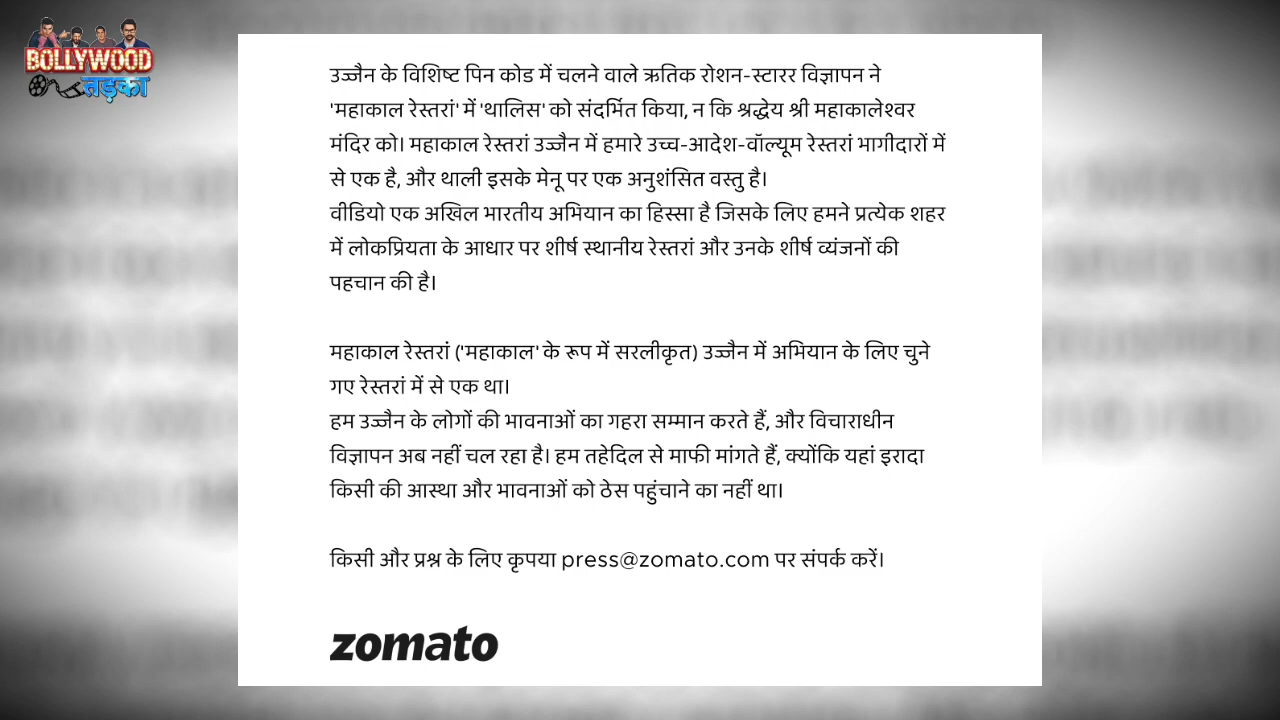 BOLLYWOOD
तड़का
उज्जैन के विशिष्ट पिन कोड में चलने वाले ऋतिक रोशन-स्टारर विज्ञापन ने
'महाकाल रेस्तरां' में 'थालिस' को संदर्भित किया, न कि श्रद्धेय श्री महाकालेश्वर
मंदिर को। महाकाल रेस्तरां उज्जैन में हमारे उच्च-आदेश-वॉल्यूम रेस्तरां भागीदारों में
से एक है, और थाली इसके मेनू पर एक अनुशंसित वस्तु है।
वीडियो एक अखिल भारतीय अभियान का हिस्सा है जिसके लिए हमने प्रत्येक शहर
में लोकप्रियता के आधार पर शीर्ष स्थानीय रेस्तरां और उनके शीर्ष व्यंजनों की
पहचान की है।
महाकाल रेस्तरां ('महाकाल' के रूप में सरलीकृत) उज्जैन में अभियान के लिए चुने
गए रेस्तरां में से एक था।
हम उज्जैन के लोगों की भावनाओं का गहरा सम्मान करते हैं, और विचाराधीन
विज्ञापन अब नहीं चल रहा है। हम तहेदिल से माफी मांगते हैं, क्योंकि यहां इरादा
किसी की आस्था और भावनाओं को ठेस पहुंचाने का नहीं था।
किसी और प्रश्न के लिए कृपया press@zomato.com पर संपर्क करें।
zomato